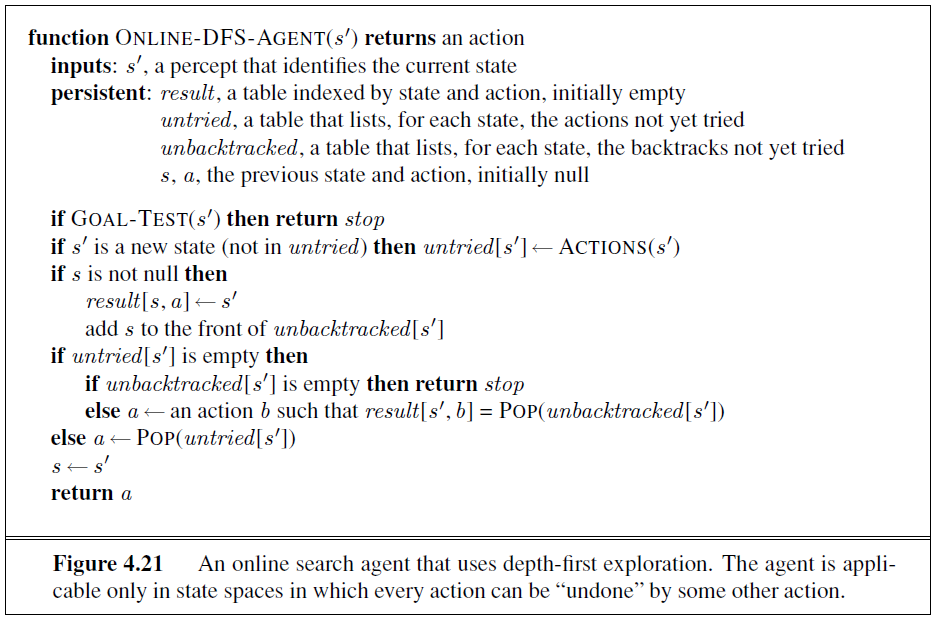 function ONLINE-DFS-AGENT(s′) returns an action
inputs: s′, a percept that identifies the current state
persistent: result, a table indexed by state and action, initially empty
untried, a table that lists, for each state, the actions not yet tried
unbacktracked, a table that lists, for each state, the backtracks not yet tried
s, a, the previous state and action, initially null
if GOAL-TEST(s′) then return stop
if s′ is a new state (not in untried) then untried[s′] ← ACTIONS(s′)
if s is not null then
result[s, a] ← s′
add s to the front of unbacktracked[s′]
if untried[s′] is empty then
if unbacktracked[s′] is empty then return stop
else a ← an action b such that result[s′, b] = POP(unbacktracked[s′])
else a ← POP(untried[s′])
s ← s′
return a
Figure 4.21 An online search agent that uses depth-first exploration. The agent is appli-
cable only in state spaces in which every action can be “undone” by some other action.